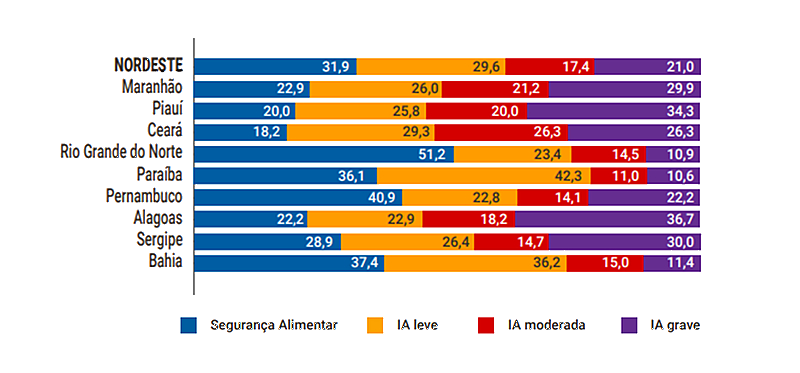 NORDESTE 31,9 29,6 17,4 21,0
Maranhão 22,9 26,0 21,2 29,9
Piauí 20,0 25,8 20,0 34,3
Ceará 18,2 29,3 26,3 26,3
Rio Grande do Norte 51,2 23,4 14,5 10,9
Paraíba 36,1 42,3 11,0 10,6
Pernambuco 40,9 22,8 14,1 22,2
Alagoas 22,2 22,9 18,2 36,7
Sergipe 28,9 26,4 14,7 30,0
Bahia 37,4 36,2 15,0 11,4
Segurança Alimentar IA leve IA moderada IA grave